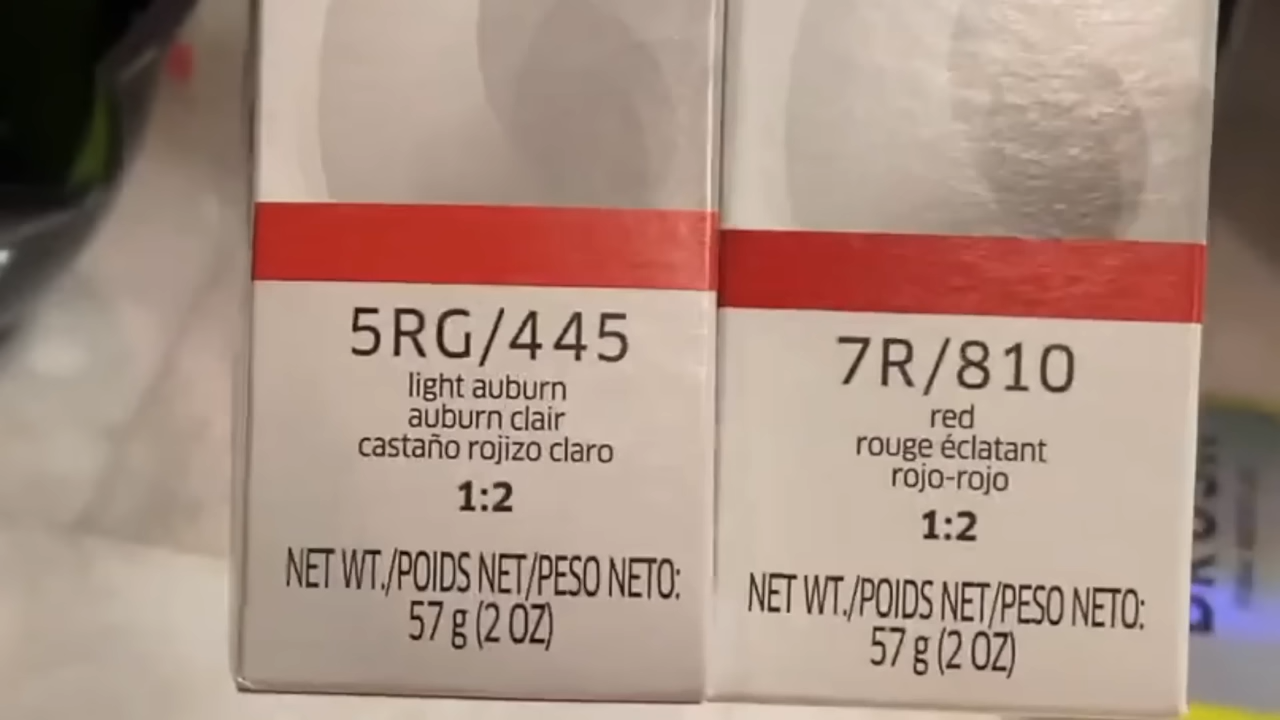 5RG/445
light auburn
auburn clair
castaño rojizo claro
1:2
NET WT./POIDS NET/PESO NETO:
57 g (2 OZ)
7R/810
red
rouge éclatant
rojo-rojo
1:2
NET WT./POIDS NET/PESO NETO:
57 g (2 OZ)